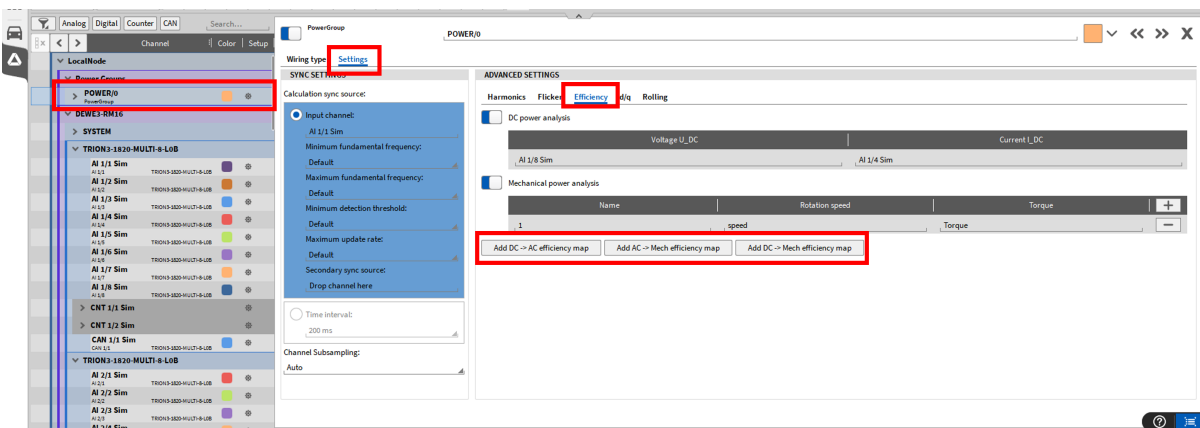 Analog Digital Counter CAN Search...
Channel Color Setup
LocalNode
Power Groups
POWER/0
PowerGroup
DEWE3-RM16
SYSTEM
TRION3-1820-MULTI-8-L0B
AI 1/1 Sim
AI 1/1 TRION3-1820-MULTI-8-L0B
AI 1/2 Sim
AI 1/2 TRION3-1820-MULTI-8-L0B
AI 1/3 Sim
AI 1/3 TRION3-1820-MULTI-8-L0B
AI 1/4 Sim
AI 1/4 TRION3-1820-MULTI-8-L0B
AI 1/5 Sim
AI 1/5 TRION3-1820-MULTI-8-L0B
AI 1/6 Sim
AI 1/6 TRION3-1820-MULTI-8-L0B
AI 1/7 Sim
AI 1/7 TRION3-1820-MULTI-8-L0B
AI 1/8 Sim
AI 1/8 TRION3-1820-MULTI-8-L0B
CNT 1/1 Sim
CNT 1/2 Sim
CAN 1/1 Sim
CAN 1/1 TRION3-1820-MULTI-8-L0B
TRION3-1820-MULTI-8-L0B
AI 2/1 Sim
AI 2/1 TRION3-1820-MULTI-8-L0B
AI 2/2 Sim
AI 2/2 TRION3-1820-MULTI-8-L0B
AI 2/3 Sim
AI 2/3 TRION3-1820-MULTI-8-L0B
AI 2/4 Sim
PowerGroup
POWER/0
Wiring type Settings
SYNC SETTINGS
Calculation sync source:
Input channel:
AI 1/1 Sim
Minimum fundamental frequency:
Default
Maximum fundamental frequency:
Default
Minimum detection threshold:
Default
Maximum update rate:
Default
Secondary sync source:
Drop channel here
Time interval:
200 ms
Channel Subsampling:
Auto
ADVANCED SETTINGS
Harmonics Flicker Efficiency d/q Rolling
DC power analysis
Voltage U_DC Current I_DC
AI 1/8 Sim AI 1/4 Sim
Mechanical power analysis
Name Rotation speed Torque +
1 speed Torque −
Add DC -> AC efficiency map Add AC -> Mech efficiency map Add DC -> Mech efficiency map